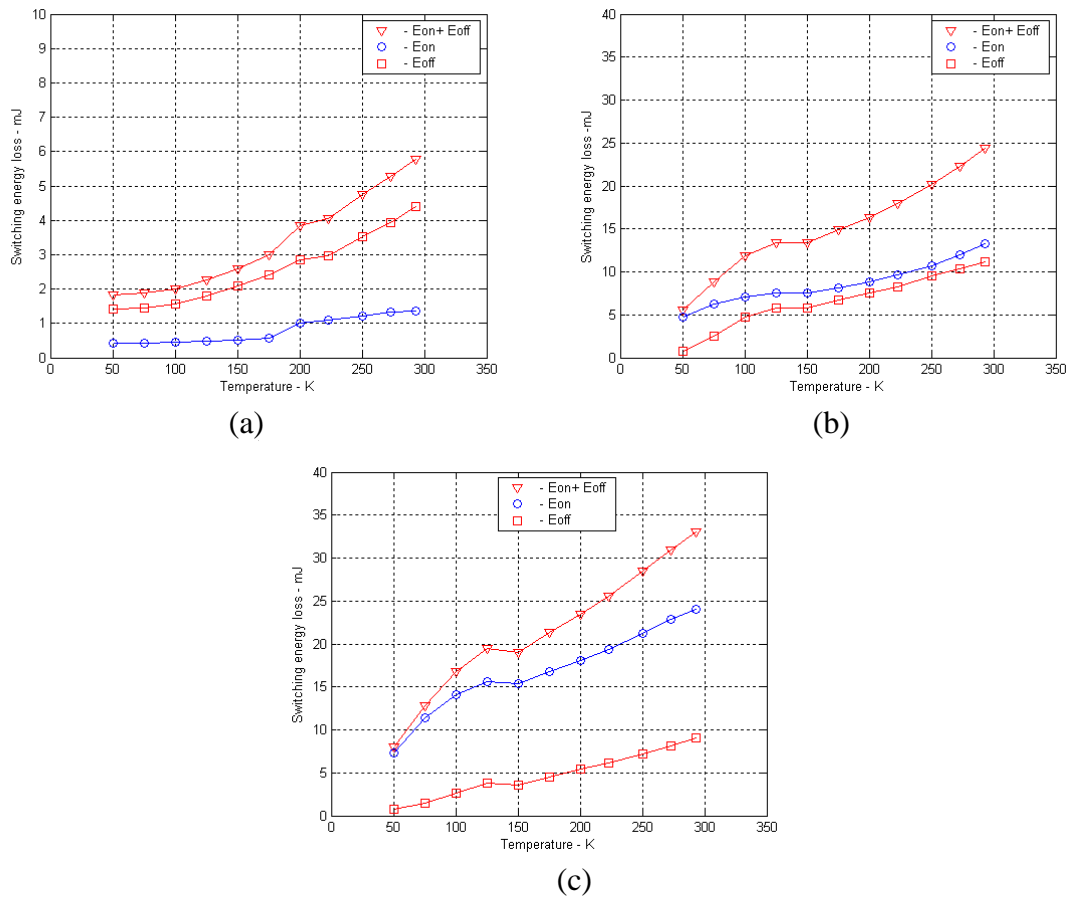 10
9
8
7
6
5
4
3
2
1
0
Switching energy loss - mJ
- Eon+ Eoff
- Eon
- Eoff
0 50 100 150 200 250 300 350
Temperature - K
(a)
40
35
30
25
20
15
10
5
0
Switching energy loss -mJ
- Eon+ Eoff
- Eon
- Eoff
0 50 100 150 200 250 300 350
Temperature - K
(b)
40
35
30
25
20
15
10
5
0
Switching energy loss - mJ
- Eon+ Eoff
- Eon
- Eoff
0 50 100 150 200 250 300 350
Temperature - K
(c)